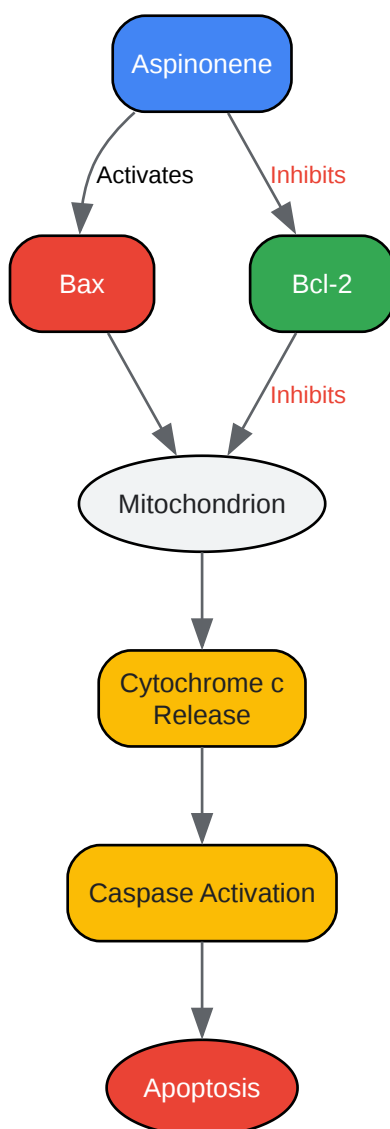 Aspinonene
Activates
Inhibits
Bax
Bcl-2
Inhibits
Mitochondrion
Cytochrome c
Release
Caspase Activation
Apoptosis